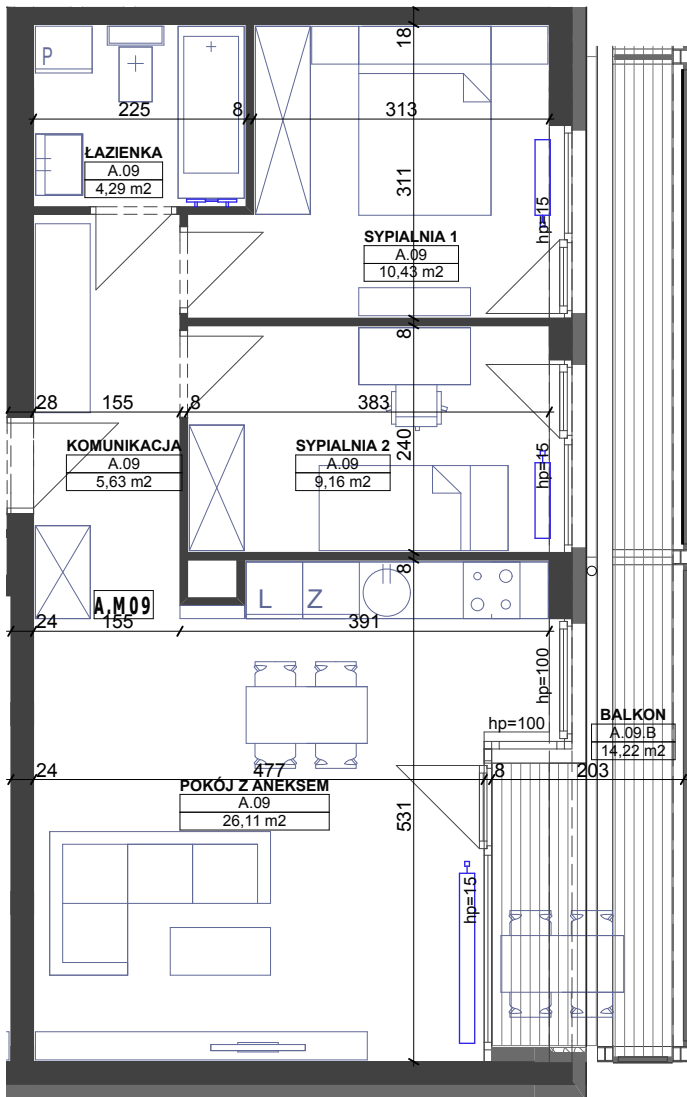 18
P
225
8
313
ŁAZIENKA
A.09
4,29 m2
311
hp=15
SYPIALNIA 1
A.09
10,43 m2
8
28
155
8
383
KOMUNIKACJA
A.09
5,63 m2
SYPIALNIA 2
A.09
9,16 m2
240
hp=15
8
L
Z
A.M09
24
155
391
hp=100
hp=100
BALKON
A.09.B
14,22 m2
24
477
8
203
POKÓJ Z ANEKSEM
A.09
26,11 m2
531
hp=15